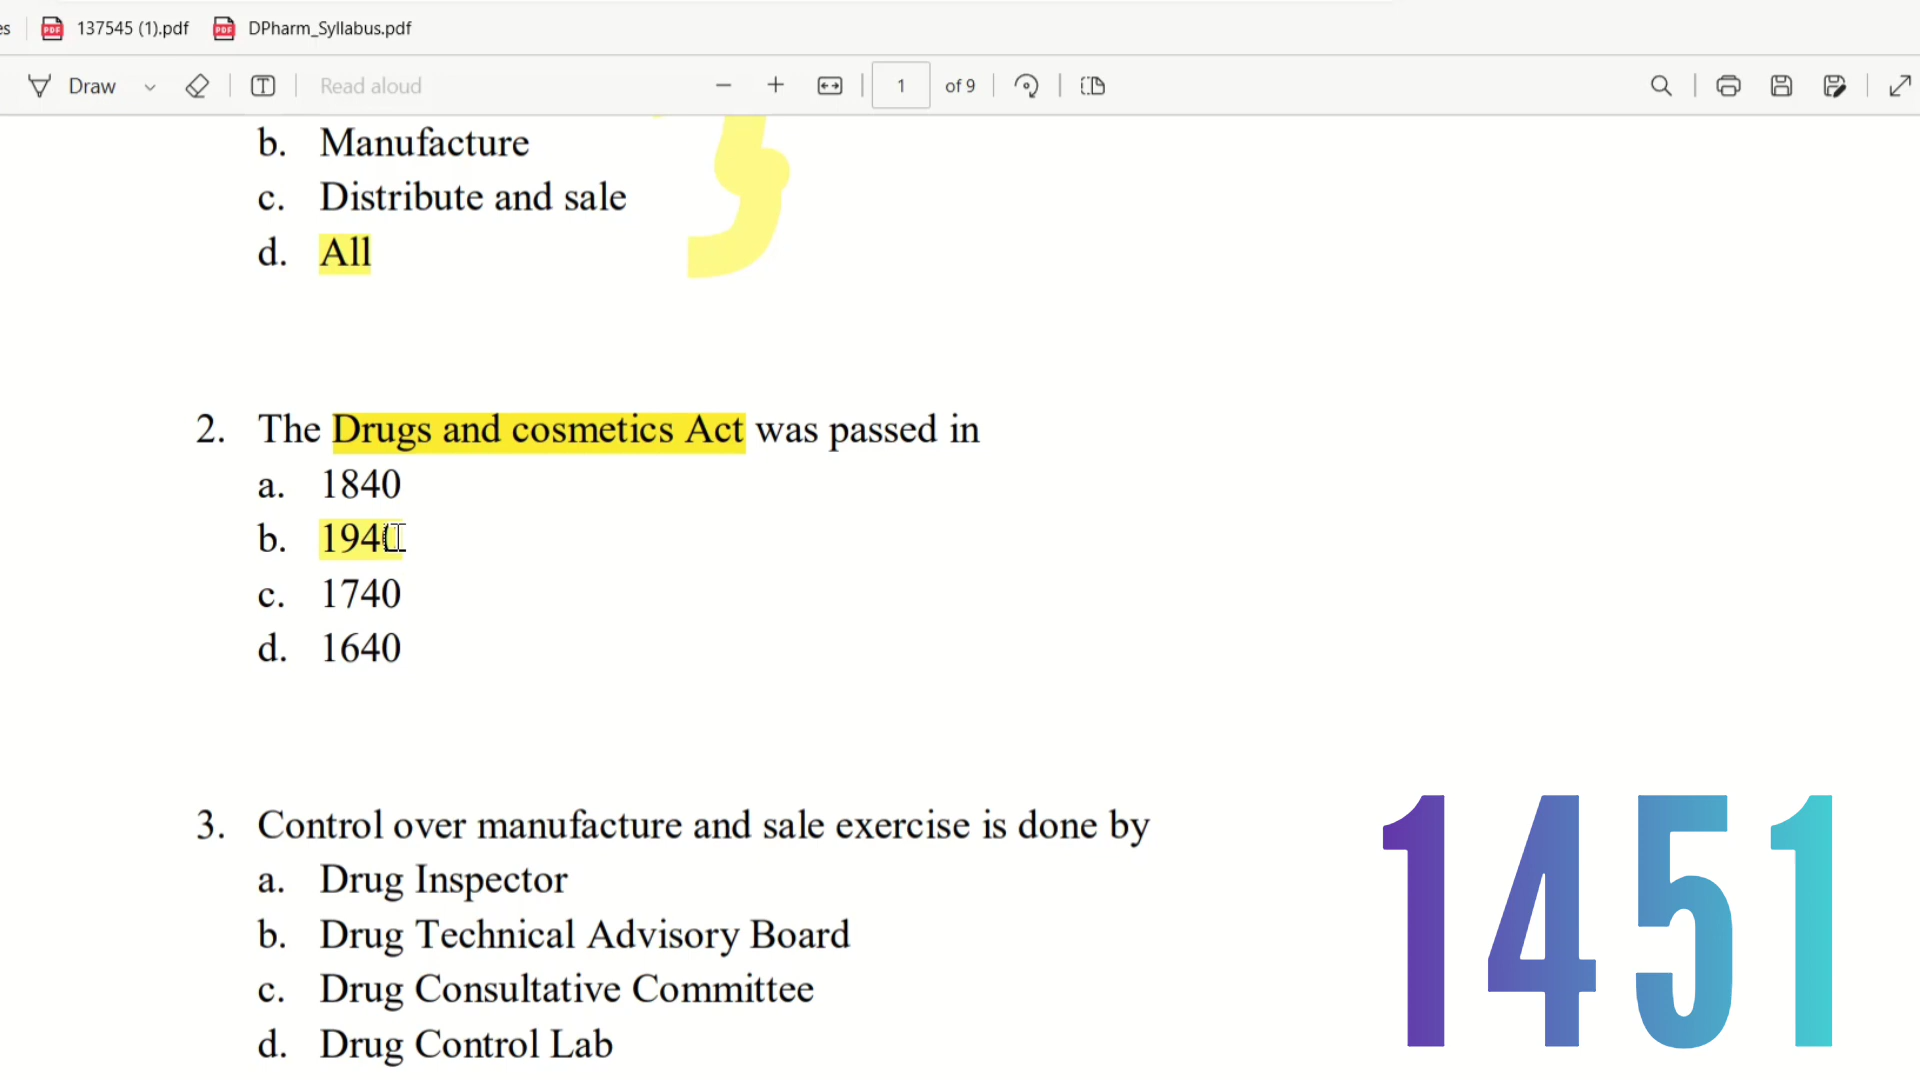 es 137545 (1).pdf DPharm_Syllabus.pdf
Draw Read aloud 1 of 9
b. Manufacture
c. Distribute and sale
d. All
2. The Drugs and cosmetics Act was passed in
a. 1840
b. 1940
c. 1740
d. 1640
3. Control over manufacture and sale exercise is done by
a. Drug Inspector
b. Drug Technical Advisory Board
c. Drug Consultative Committee
d. Drug Control Lab
1451